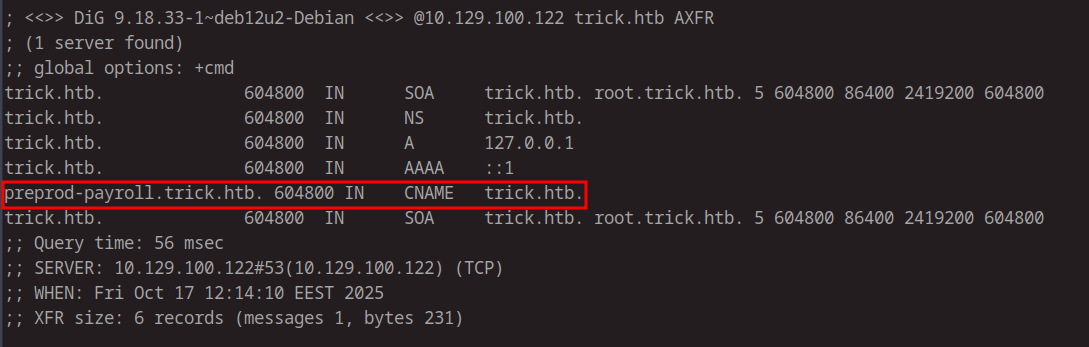 ; <<>> DiG 9.18.33-1~deb12u2-Debian <<>> @10.129.100.122 trick.htb AXFR
; (1 server found)
;; global options: +cmd
trick.htb. 604800 IN SOA trick.htb. root.trick.htb. 5 604800 86400 2419200 604800
trick.htb. 604800 IN NS trick.htb.
trick.htb. 604800 IN A 127.0.0.1
trick.htb. 604800 IN AAAA ::1
preprod-payroll.trick.htb. 604800 IN CNAME trick.htb.
trick.htb. 604800 IN SOA trick.htb. root.trick.htb. 5 604800 86400 2419200 604800
;; Query time: 56 msec
;; SERVER: 10.129.100.122#53(10.129.100.122) (TCP)
;; WHEN: Fri Oct 17 12:14:10 EEST 2025
;; XFR size: 6 records (messages 1, bytes 231)